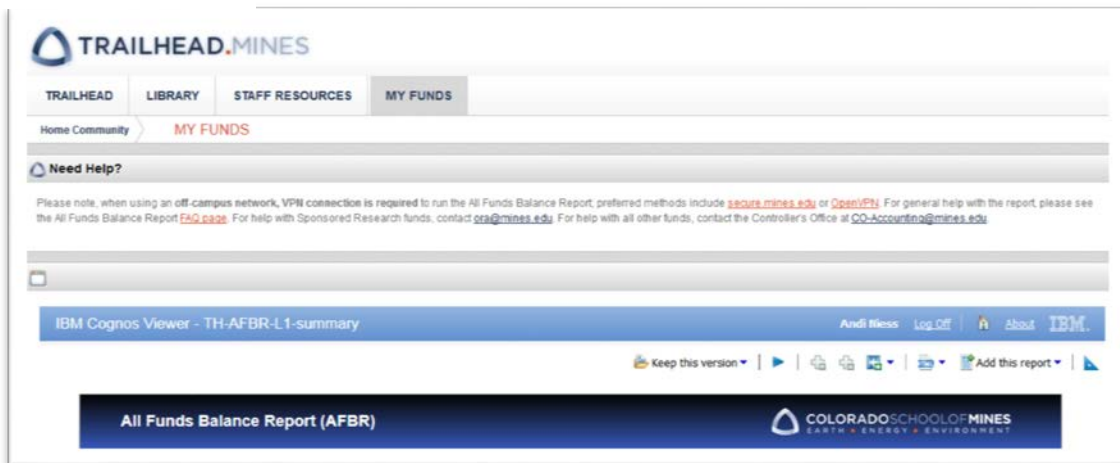 TRAILHEAD.MINES
TRAILHEAD LIBRARY STAFF RESOURCES MY FUNDS
Home Community MY FUNDS
Need Help?
Please note, when using an off-campus network, VPN connection is required to run the All Funds Balance Report, preferred methods include secure.mines.edu or OpenVPN. For general help with the report, please see
the All Funds Balance Report FAQ page. For help with Sponsored Research funds, contact ora@mines.edu. For help with all other funds, contact the Controller's Office at CO-Accounting@mines.edu.
IBM Cognos Viewer - TH-AFBR-L1-summary Andi Niess Log Off About IBM.
Keep this version Add this report
All Funds Balance Report (AFBR) COLORADOSCHOOLOFMINES
EARTH • ENERGY • ENVIRONMENT